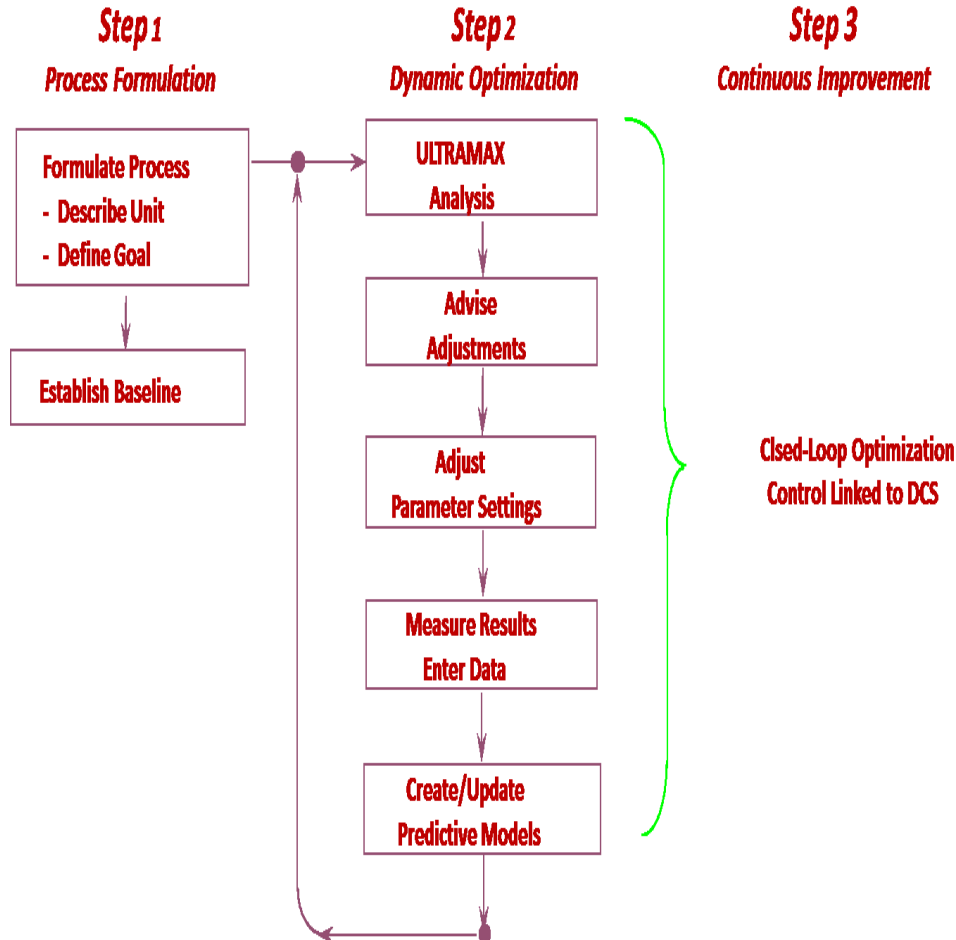 Step 1
Process Formulation
Formulate Process
- Describe Unit
- Define Goal
Establish Baseline
Step 2
Dynamic Optimization
ULTRAMAX
Analysis
Advise
Adjustments
Adjust
Parameter Settings
Measure Results
Enter Data
Create/Update
Predictive Models
Step 3
Continuous Improvement
Clsed-Loop Optimization
Control Linked to DCS